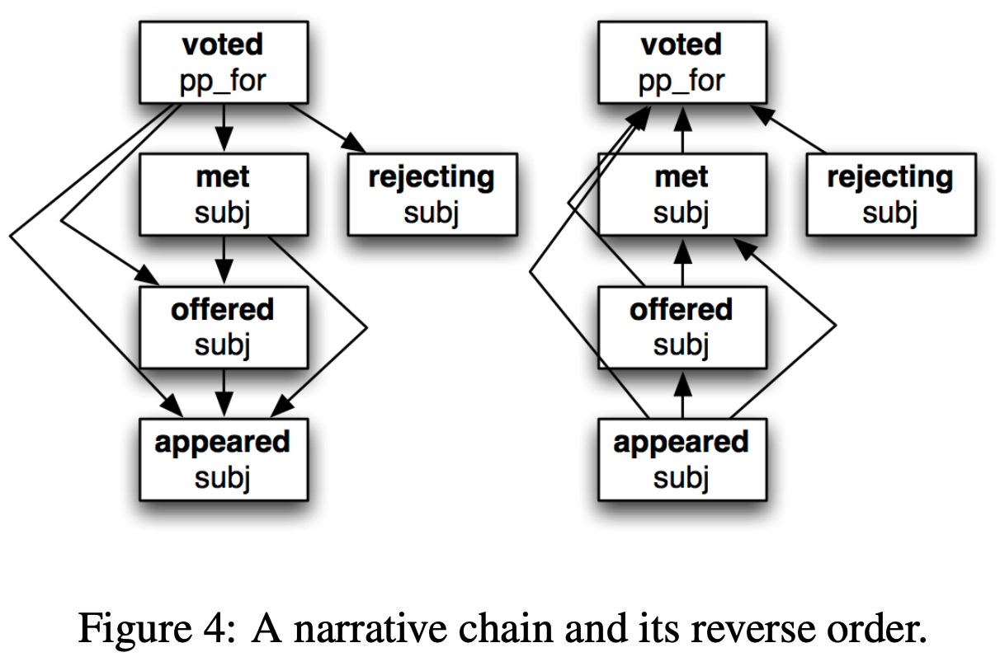 voted
pp_for
met
subj
rejecting
subj
offered
subj
appeared
subj
voted
pp_for
met
subj
rejecting
subj
offered
subj
appeared
subj
Figure 4: A narrative chain and its reverse order.